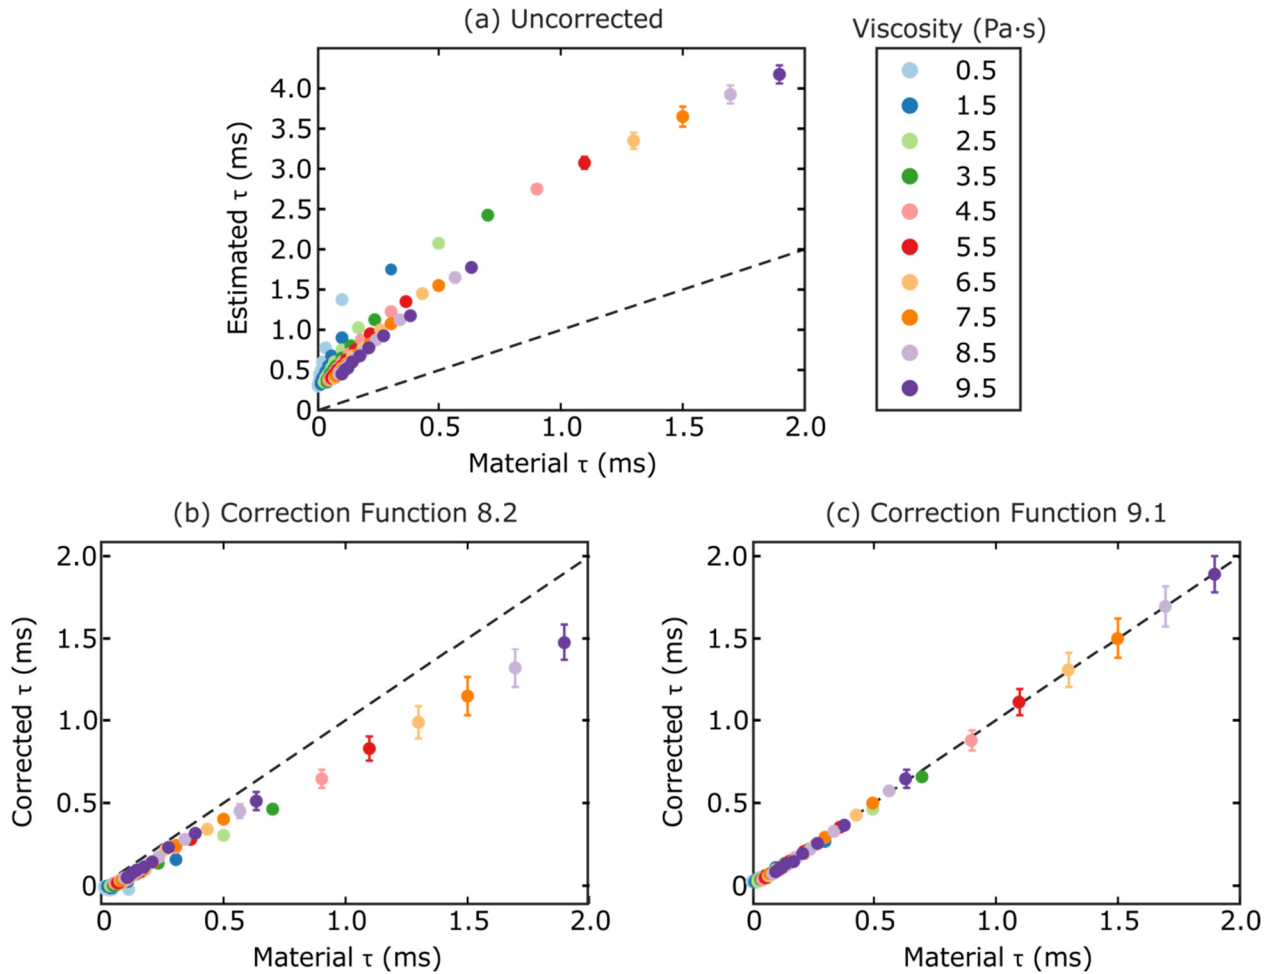 (a) Uncorrected
Viscosity (Pa·s)
0.5
1.5
2.5
3.5
4.5
5.5
6.5
7.5
8.5
9.5
Estimated τ (ms)
4.0
3.5
3.0
2.5
2.0
1.5
1.0
0.5
0
0 0.5 1.0 1.5 2.0
Material τ (ms)
(b) Correction Function 8.2
Corrected τ (ms)
2.0
1.5
1.0
0.5
0
0 0.5 1.0 1.5 2.0
Material τ (ms)
(c) Correction Function 9.1
Corrected τ (ms)
2.0
1.5
1.0
0.5
0
0 0.5 1.0 1.5 2.0
Material τ (ms)